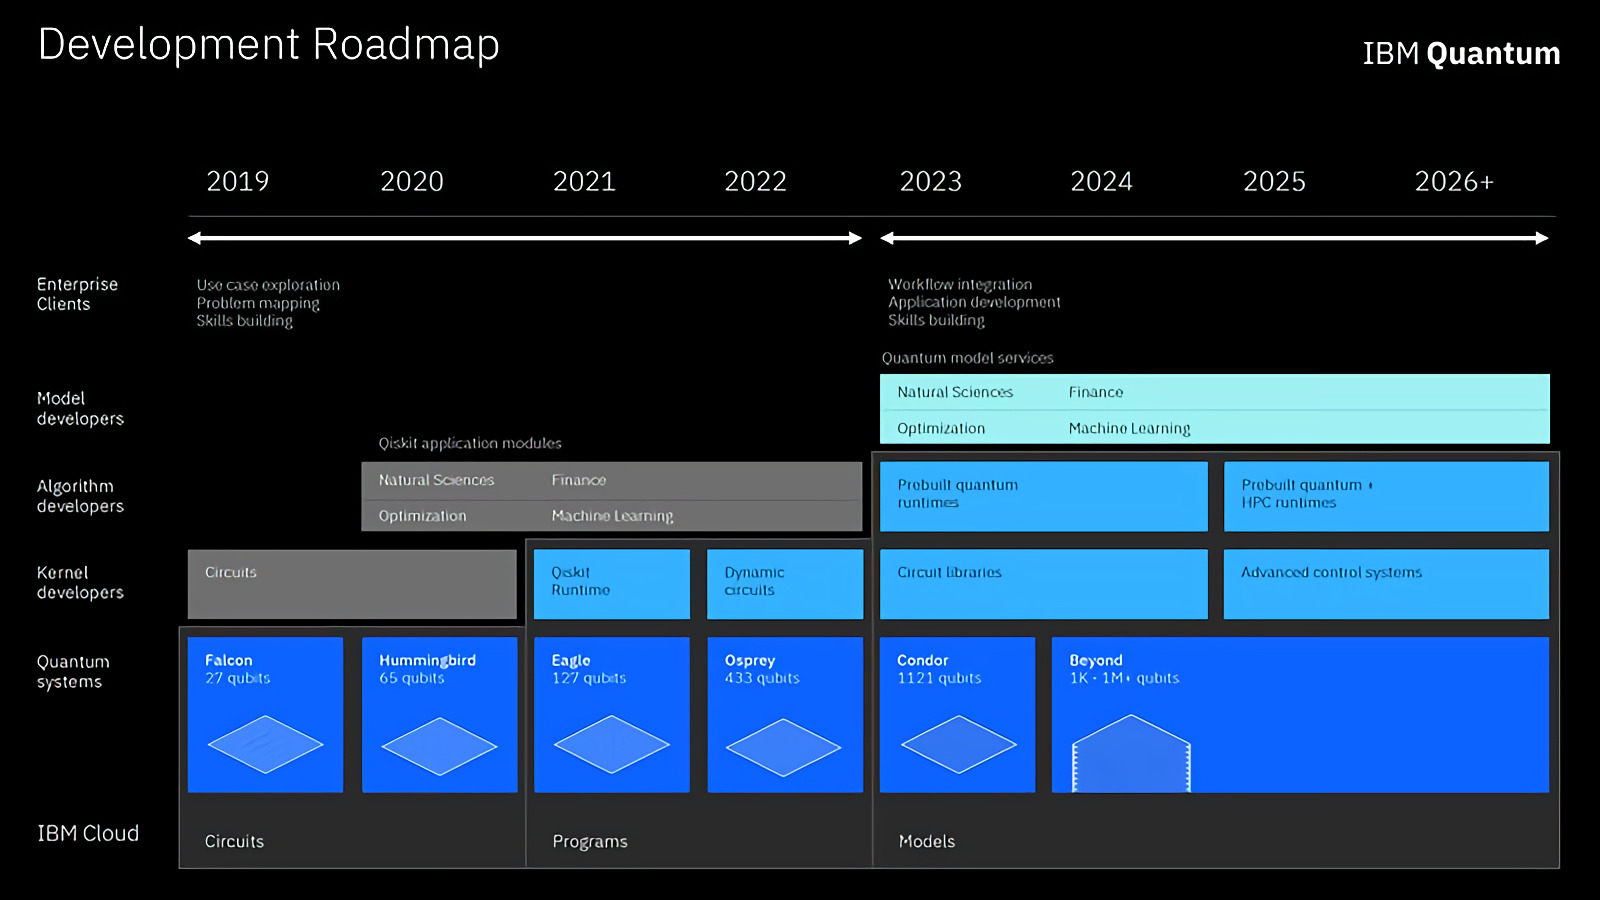 Development Roadmap
IBM Quantum
2019 2020 2021 2022 2023 2024 2025 2026+
Enterprise
Clients
Use case exploration
Problem mapping
Skills building
Workflow integration
Application development
Skills building
Model
developers
Quantum model services
Natural Sciences Finance
Optimization Machine Learning
Algorithm
developers
Qiskit application modules
Natural Sciences Finance
Optimization Machine Learning
Prebuilt quantum
runtimes
Prebuilt quantum +
HPC runtimes
Kernel
developers
Circuits
Qiskit
Runtime
Dynamic
circuits
Circuit libraries
Advanced control systems
Quantum
systems
Falcon
27 qubits
Hummingbird
65 qubits
Eagle
127 qubits
Osprey
433 qubits
Condor
1121 qubits
Beyond
1K - 1M+ qubits
IBM Cloud
Circuits
Programs
Models